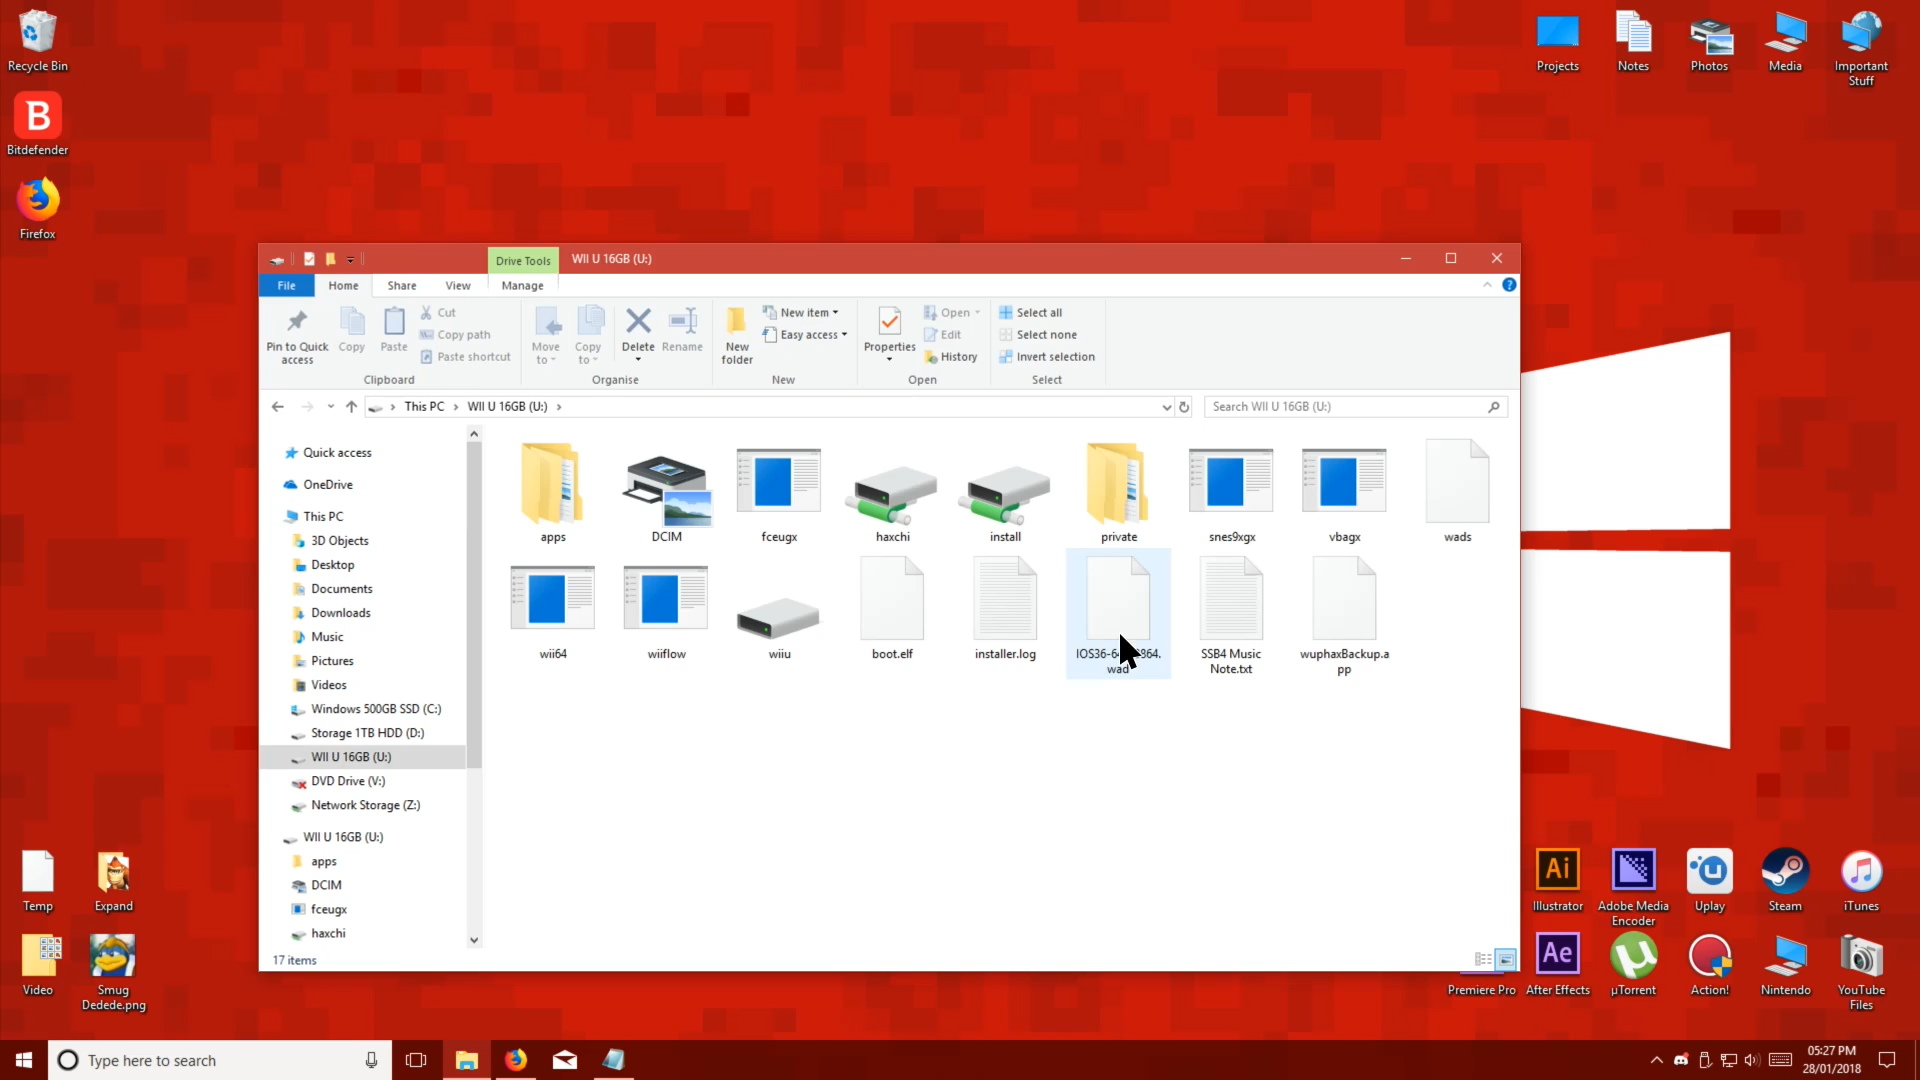 Recycle Bin
Bitdefender
Firefox
Projects
Notes
Photos
Media
Important
Stuff
Drive Tools
WII U 16GB (U:)
File
Home
Share
View
Manage
Pin to Quick
access
Copy
Paste
Cut
Copy path
Paste shortcut
Clipboard
Move
to
Copy
to
Delete
Rename
Organise
New
folder
New item
Easy access
New
Properties
Open
Edit
History
Open
Select all
Select none
Invert selection
Select
This PC
WII U 16GB (U:)
Search WII U 16GB (U:)
Quick access
OneDrive
This PC
3D Objects
Desktop
Documents
Downloads
Music
Pictures
Videos
Windows 500GB SSD (C:)
Storage 1TB HDD (D:)
WII U 16GB (U:)
DVD Drive (V:)
Network Storage (Z:)
WII U 16GB (U:)
apps
DCIM
fceugx
haxchi
apps
DCIM
fceugx
haxchi
install
private
snes9xgx
vbagx
wads
wii64
wiiflow
wiiu
boot.elf
installer.log
wad
SSB4 Music
Note.txt
wuphaxBackup.a
pp
17 items
Temp
Expand
Video
Smug
Dedede.png
Ai
Illustrator
Adobe Media
Encoder
Uplay
Steam
iTunes
Premiere Pro
Ae
After Effects
µTorrent
Action!
Nintendo
YouTube
Files
Type here to search
05:27 PM
28/01/2018